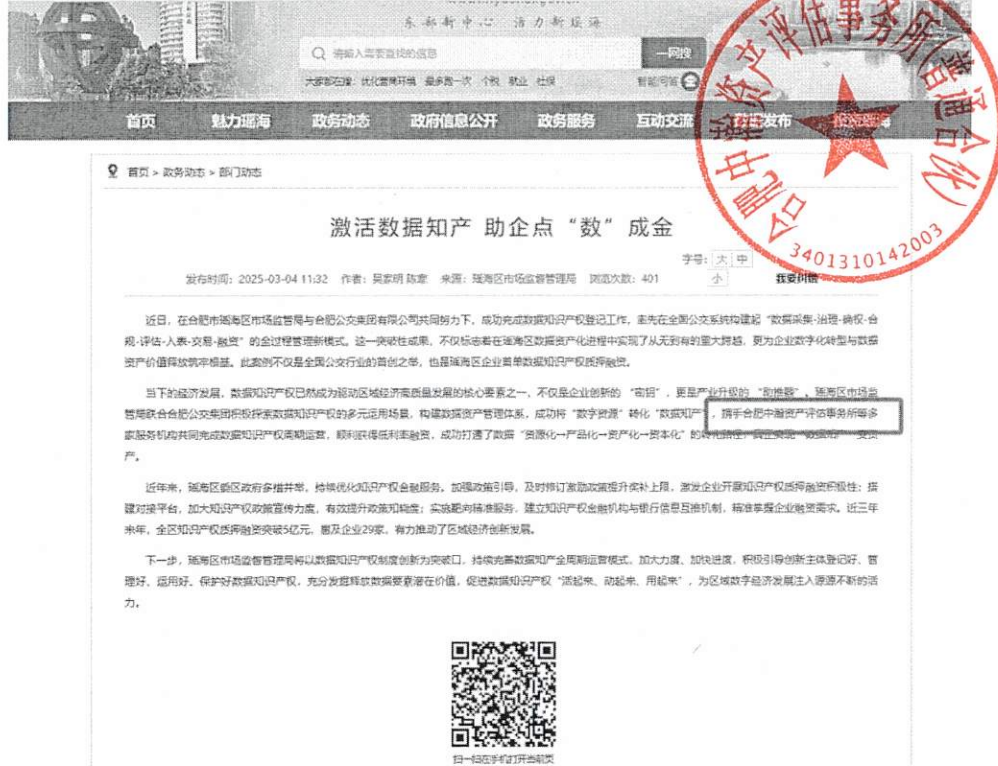 东部新中心 活力新瑶海
请输入需要查找的信息
一网搜
大家都在搜: 优化营商环境 最多跑一次 个税 就业 社保
智能问答
首页 魅力瑶海 政务动态 政府信息公开 政务服务 互动交流
首页 > 政务动态 > 部门动态
合肥中瀚资产评估事务所(普通合伙)
3401310142003
激活数据知产 助企点“数”成金
字号: 大 中 小
发布时间: 2025-03-04 11:32 作者: 吴家明 陈章 来源: 瑶海区市场监督管理局 浏览次数: 401
我要纠错
近日,在合肥市瑶海区市场监管局与合肥公交集团有限公司共同努力下,成功完成数据知识产权登记工作,率先在全国公交系统构建起“数据采集-治理-确权-合
规-评估-入表-交易-融资”的全过程管理新模式。这一突破性成果,不仅标志着在瑶海区数据资产化进程中实现了从无到有的重大跨越,更为企业数字化转型与数据
资产价值释放筑牢根基。此案例不仅是全国公交行业的首创之举,也是瑶海区企业首单数据知识产权质押融资。
当下的经济发展,数据知识产权已然成为驱动区域经济高质量发展的核心要素之一,不仅是企业创新的“密钥”,更是产业升级的“助推器”。瑶海区市场监
管局联合合肥公交集团积极探索数据知识产权的多元运用场景,构建数据资产管理体系,成功将“数字资源”转化“数据知产”,携手合肥中瀚资产评估事务所等多
家服务机构共同完成数据知识产权周期运营,顺利获得低利率融资,成功打通了数据“资源化→产品化→资产化→资本化”的转化路径,
产。
近年来,瑶海区委区政府多措并举,持续优化知识产权金融服务。加强政策引导,及时修订激励政策提升奖补上限,激发企业开展知识产权质押融资积极性;搭
建对接平台,加大知识产权政策宣传力度,有效提升政策知晓度;实施靶向精准服务,建立知识产权金融机构与银行信息互推机制,精准掌握企业融资需求。近三年
来年,全区知识产权质押融资突破5亿元,惠及企业29家,有力推动了区域经济创新发展。
下一步,瑶海区市场监督管理局将以数据知识产权制度创新为突破口,持续完善数据知产全周期运营模式,加大力度、加快进度,积极引导创新主体登记好、管
理好、运用好、保护好数据知识产权,充分发掘释放数据要素潜在价值,促进数据知识产权“活起来、动起来、用起来”,为区域数字经济发展注入源源不断的活
力。
扫一扫在手机打开当前页